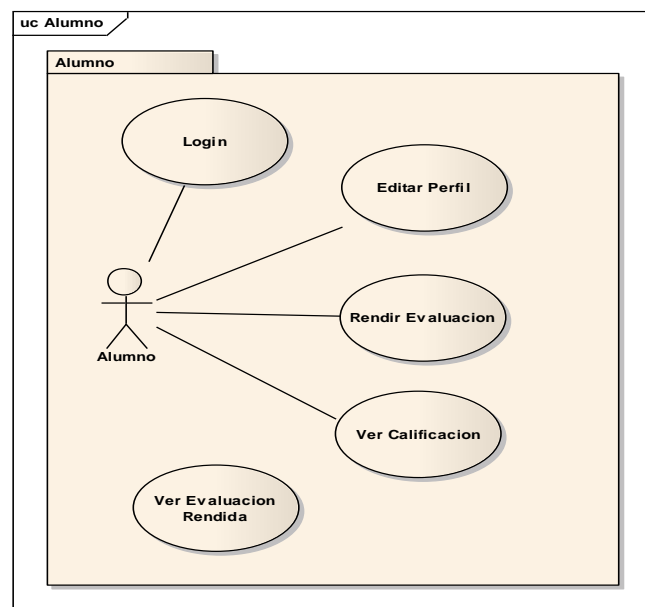 uc Alumno
Alumno
Login
Editar Perfil
Rendir Evaluacion
Alumno
Ver Calificacion
Ver Evaluacion
Rendida